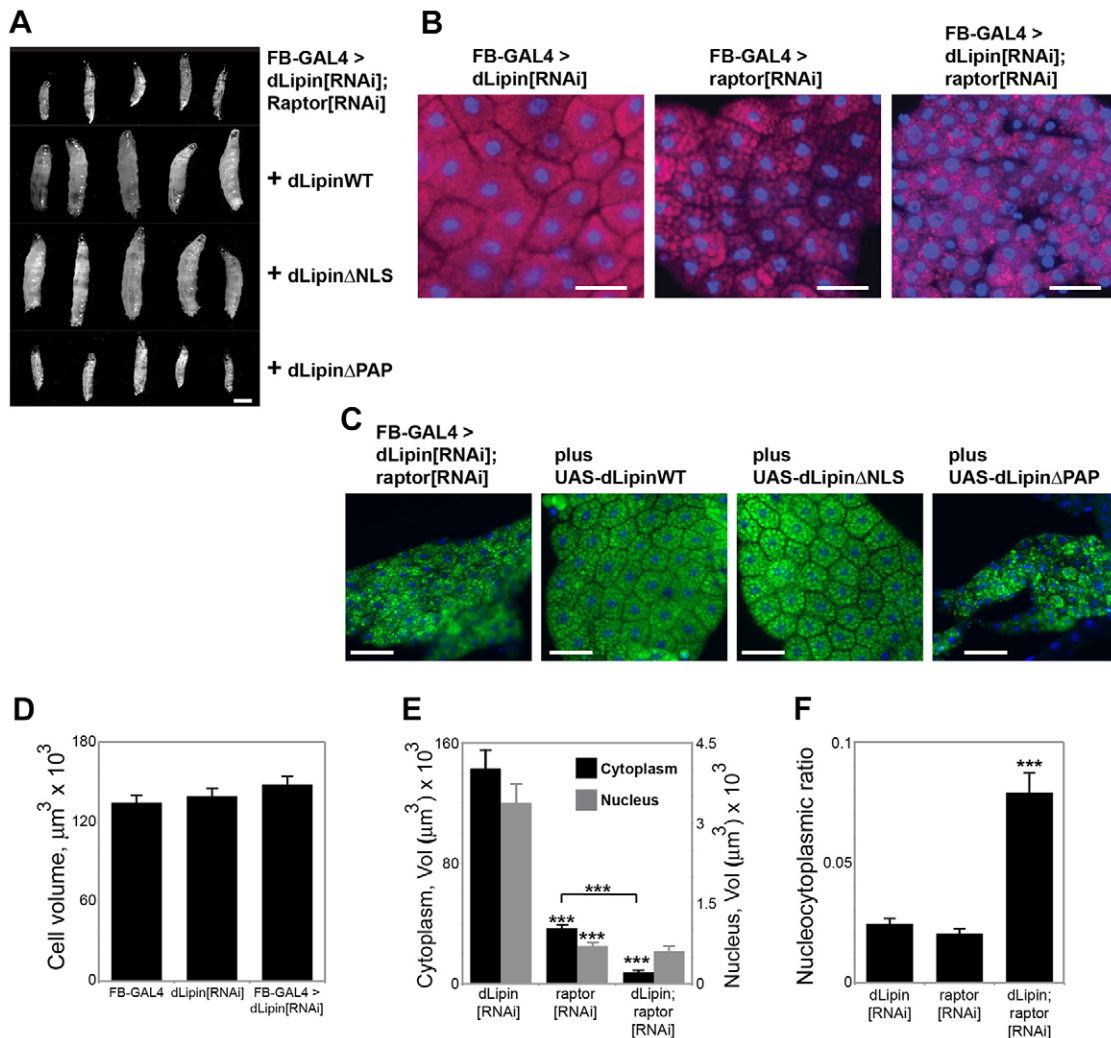 A
FB-GAL4 >
dLipin[RNAi];
Raptor[RNAi]
+ dLipinWT
+ dLipinΔNLS
+ dLipinΔPAP
B
FB-GAL4 >
dLipin[RNAi]
FB-GAL4 >
raptor[RNAi]
FB-GAL4 >
dLipin[RNAi];
raptor[RNAi]
C
FB-GAL4 >
dLipin[RNAi];
raptor[RNAi]
plus
UAS-dLipinWT
plus
UAS-dLipinΔNLS
plus
UAS-dLipinΔPAP
D
Cell volume, μm³ x 10³
180
120
60
0
FB-GAL4
dLipin[RNAi]
FB-GAL4 >
dLipin[RNAi]
E
Cytoplasm, Vol (μm³) x 10³
160
80
0
Cytoplasm
Nucleus
***
***
***
***
4.5
3
1.5
0
Nucleus, Vol (μm³) x 10³
dLipin
[RNAi]
raptor
[RNAi]
dLipin;
raptor
[RNAi]
F
Nucleocytoplasmic ratio
0.1
0.05
0
***
dLipin
[RNAi]
raptor
[RNAi]
dLipin;
raptor
[RNAi]